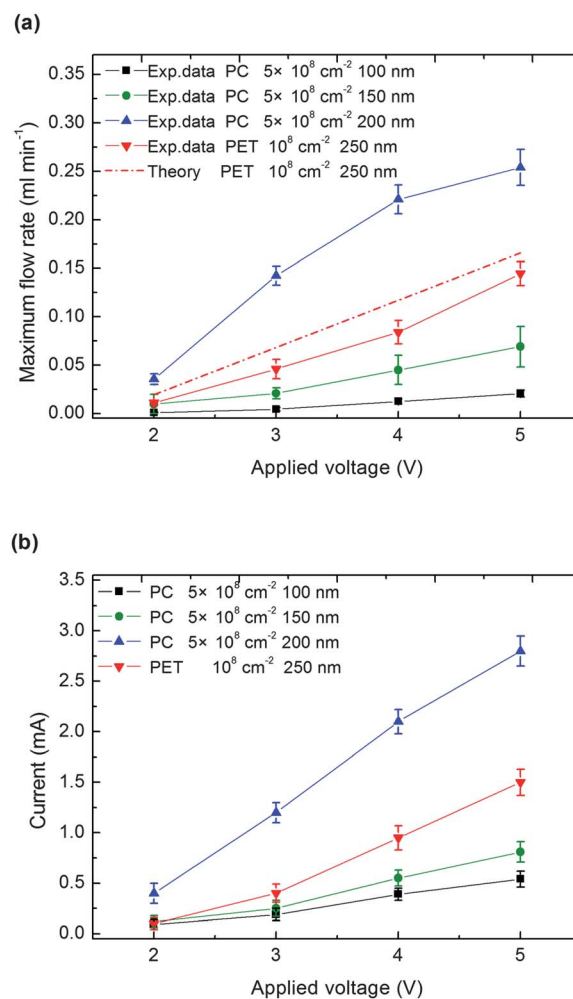 (a)
0.35
0.30
0.25
0.20
0.15
0.10
0.05
0.00
Maximum flow rate (ml min⁻¹)
Exp.data PC 5× 10⁸ cm⁻² 100 nm
Exp.data PC 5× 10⁸ cm⁻² 150 nm
Exp.data PC 5× 10⁸ cm⁻² 200 nm
Exp.data PET 10⁸ cm⁻² 250 nm
Theory PET 10⁸ cm⁻² 250 nm
2 3 4 5
Applied voltage (V)
(b)
3.5
3.0
2.5
2.0
1.5
1.0
0.5
0.0
Current (mA)
PC 5× 10⁸ cm⁻² 100 nm
PC 5× 10⁸ cm⁻² 150 nm
PC 5× 10⁸ cm⁻² 200 nm
PET 10⁸ cm⁻² 250 nm
2 3 4 5
Applied voltage (V)